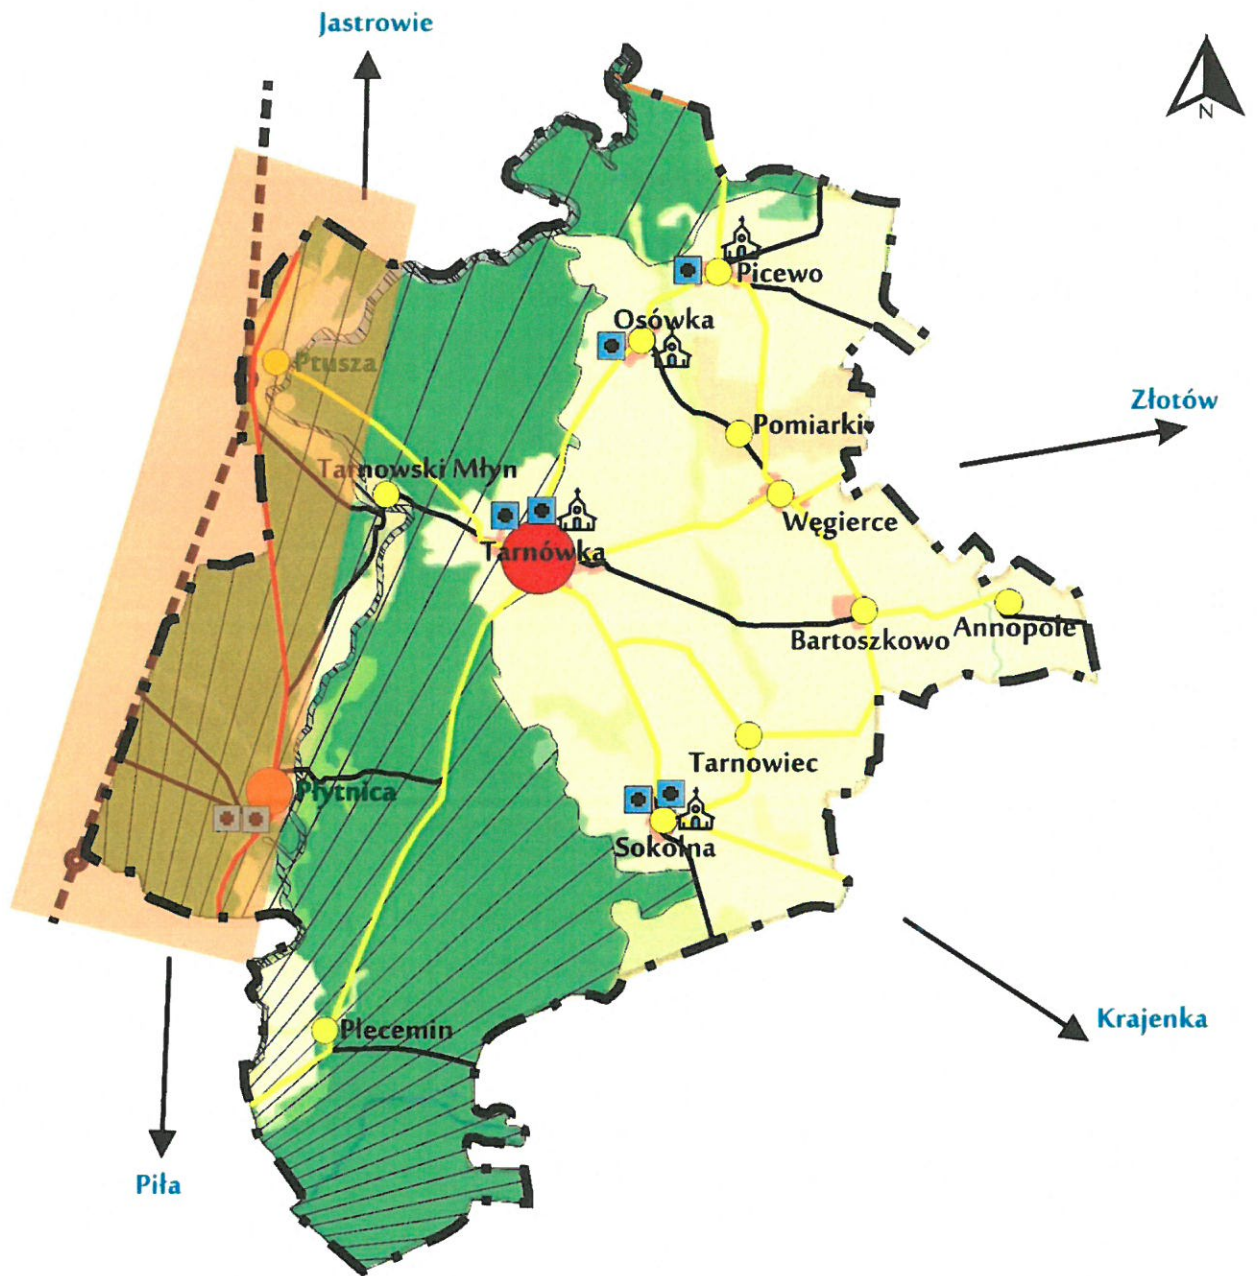 Jastrowie
N
Picewo
Osówka
Ptusza
Złotów
Pomiarki
Tarnowski Młyn
Węgierce
Tarnówka
Annopole
Bartoszkowo
Tarnowiec
Płytnica
Sokolna
Krajenka
Plecemin
Piła